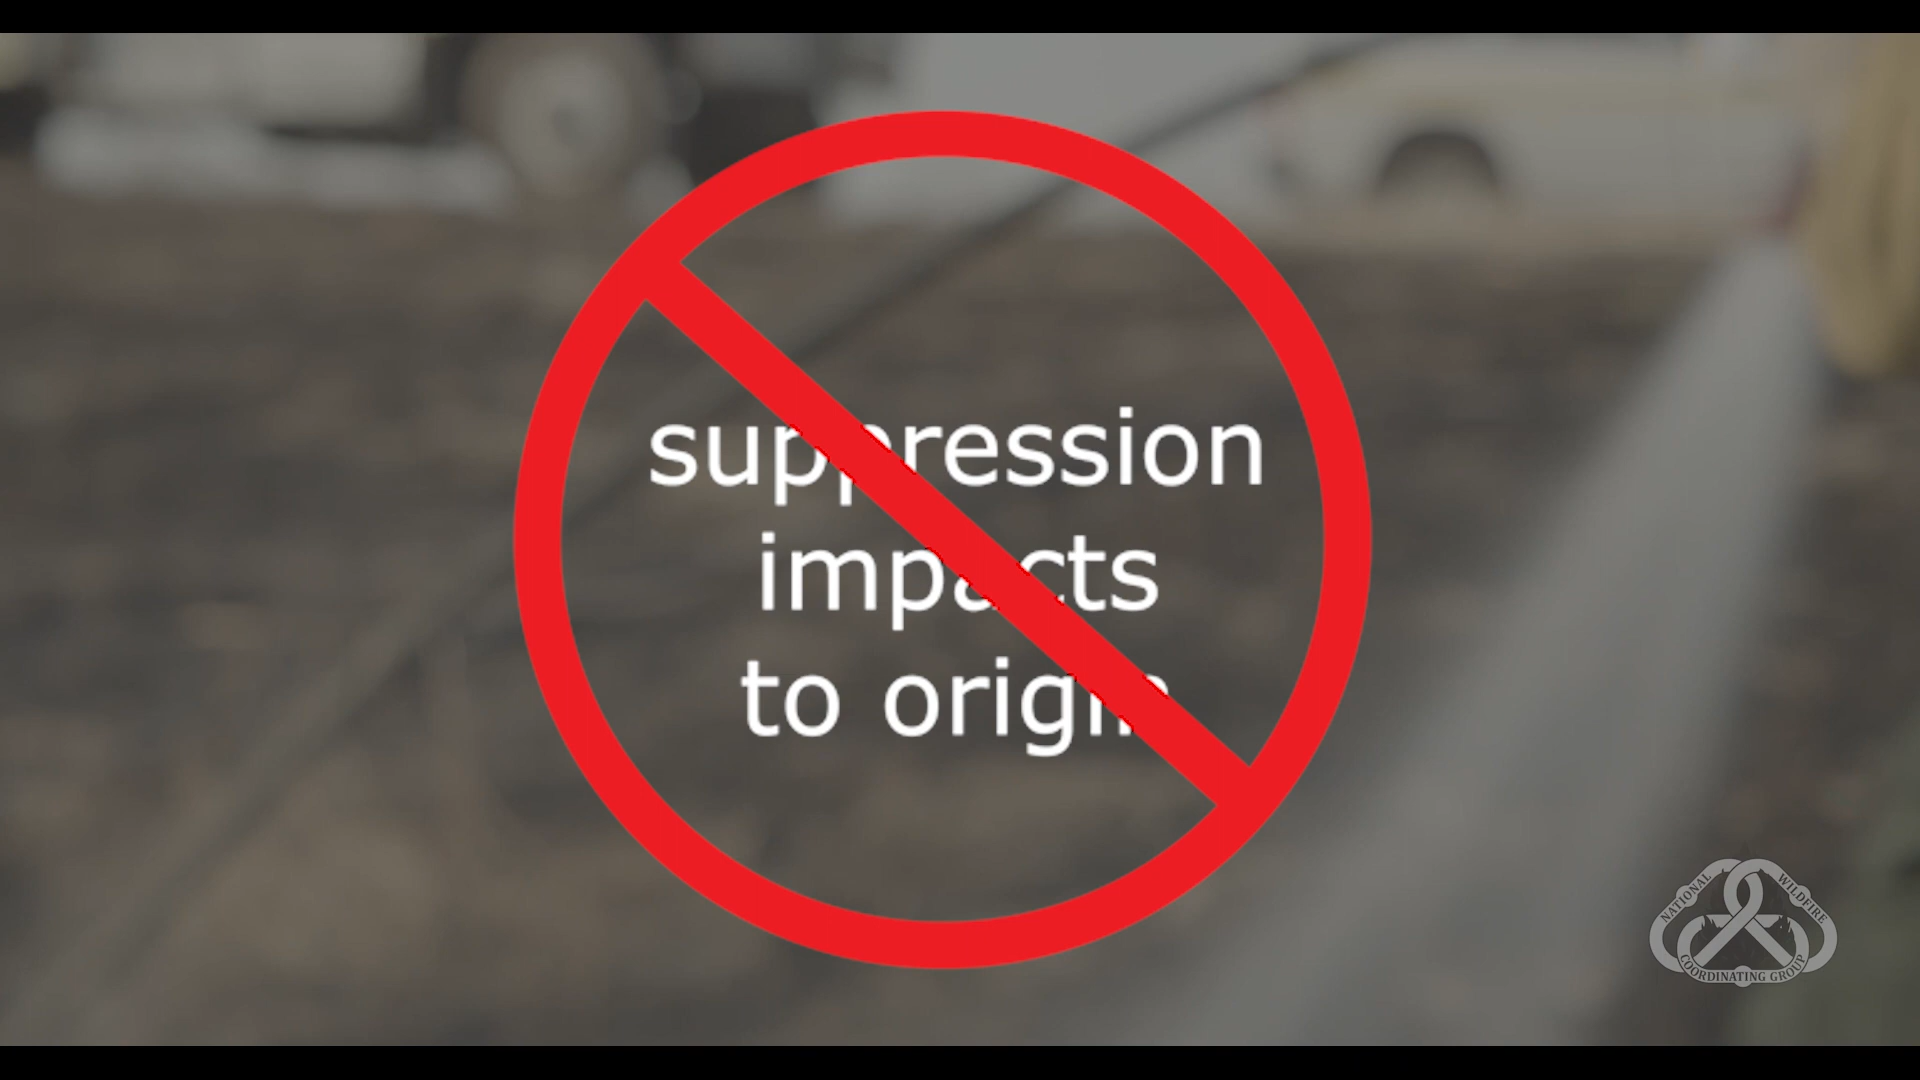 suppression
impacts
to origin
NATIONAL WILDFIRE
COORDINATING GROUP